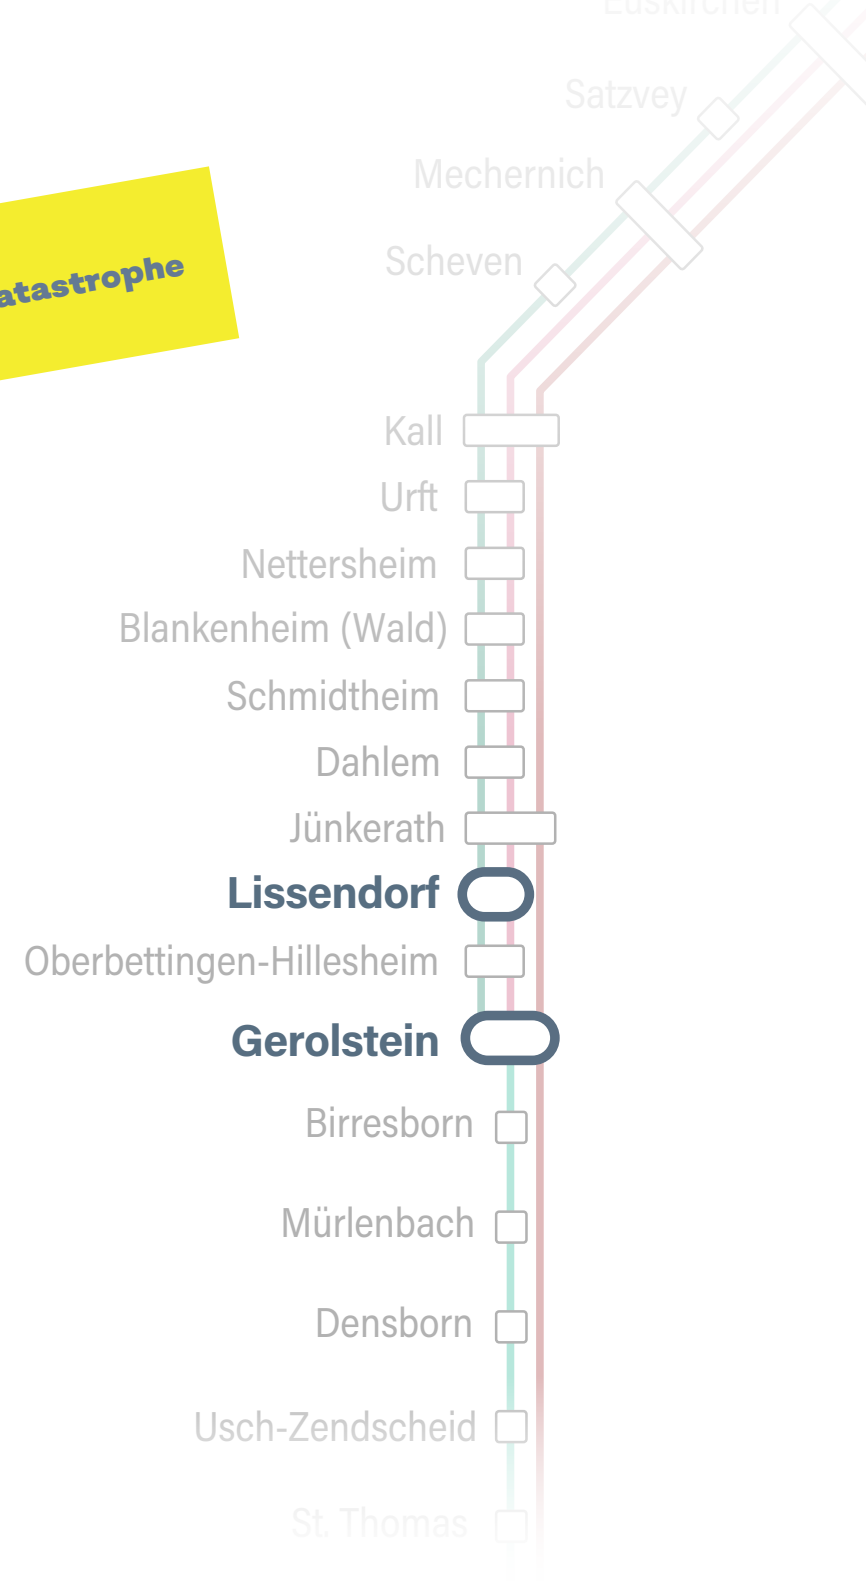 Euskirchen
Satzvey
Mechernich
Scheven
atastrophe
Kall
Urft
Nettersheim
Blankenheim (Wald)
Schmidtheim
Dahlem
Jünkerath
Lissendorf
Oberbettingen-Hillesheim
Gerolstein
Birresborn
Mürlenbach
Densborn
Usch-Zendscheid
St. Thomas